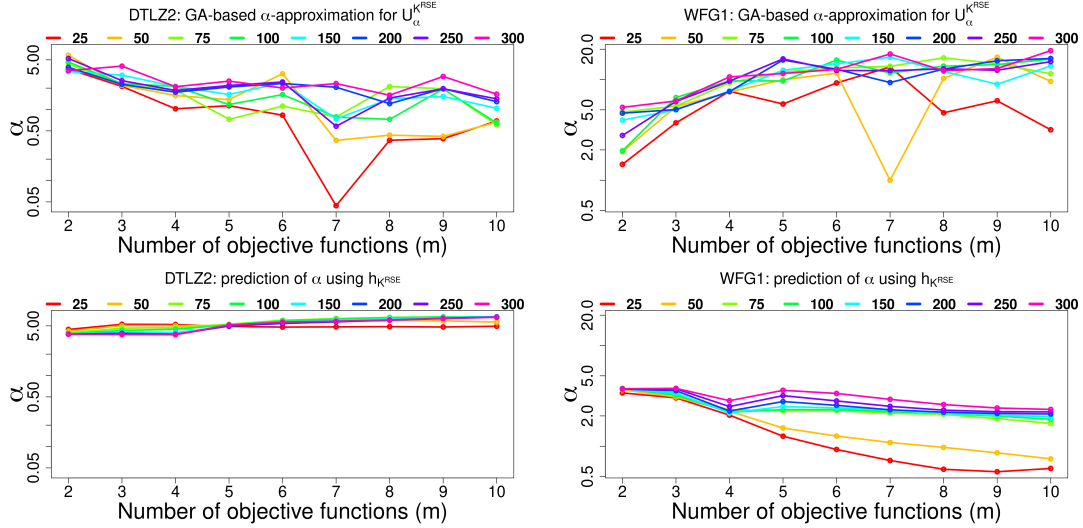 DTLZ2: GA-based α-approximation for U_α^{K^{RSE}}
25 50 75 100 150 200 250 300
α
5.00
0.50
0.05
2 3 4 5 6 7 8 9 10
Number of objective functions (m)
WFG1: GA-based α-approximation for U_α^{K^{RSE}}
25 50 75 100 150 200 250 300
α
20.0
5.0
2.0
0.5
2 3 4 5 6 7 8 9 10
Number of objective functions (m)
DTLZ2: prediction of α using h_{K^{RSE}}
25 50 75 100 150 200 250 300
α
5.00
0.50
0.05
2 3 4 5 6 7 8 9 10
Number of objective functions (m)
WFG1: prediction of α using h_{K^{RSE}}
25 50 75 100 150 200 250 300
α
20.0
5.0
2.0
0.5
2 3 4 5 6 7 8 9 10
Number of objective functions (m)